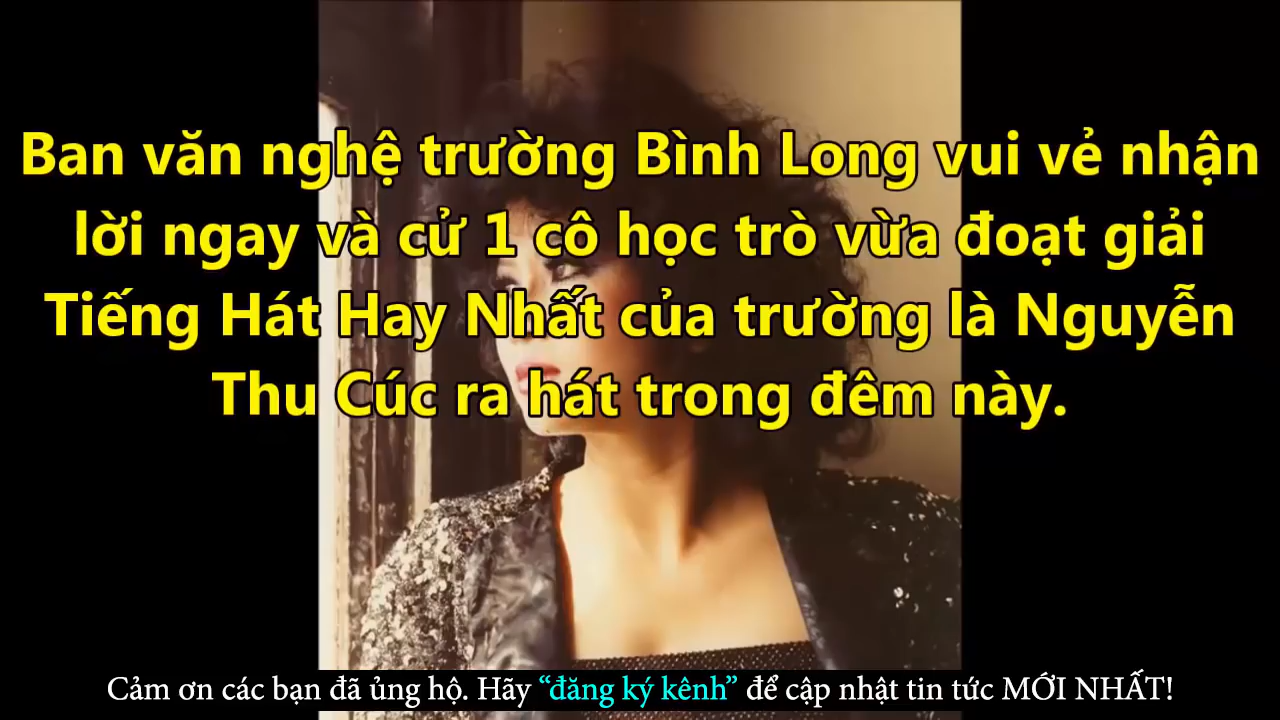 Ban văn nghệ trường Bình Long vui vẻ nhận
lời ngay và cử 1 cô học trò vừa đoạt giải
Tiếng Hát Hay Nhất của trường là Nguyễn
Thu Cúc ra hát trong đêm này.
Cảm ơn các bạn đã ủng hộ. Hãy “đăng ký kênh” để cập nhật tin tức MỚI NHẤT!